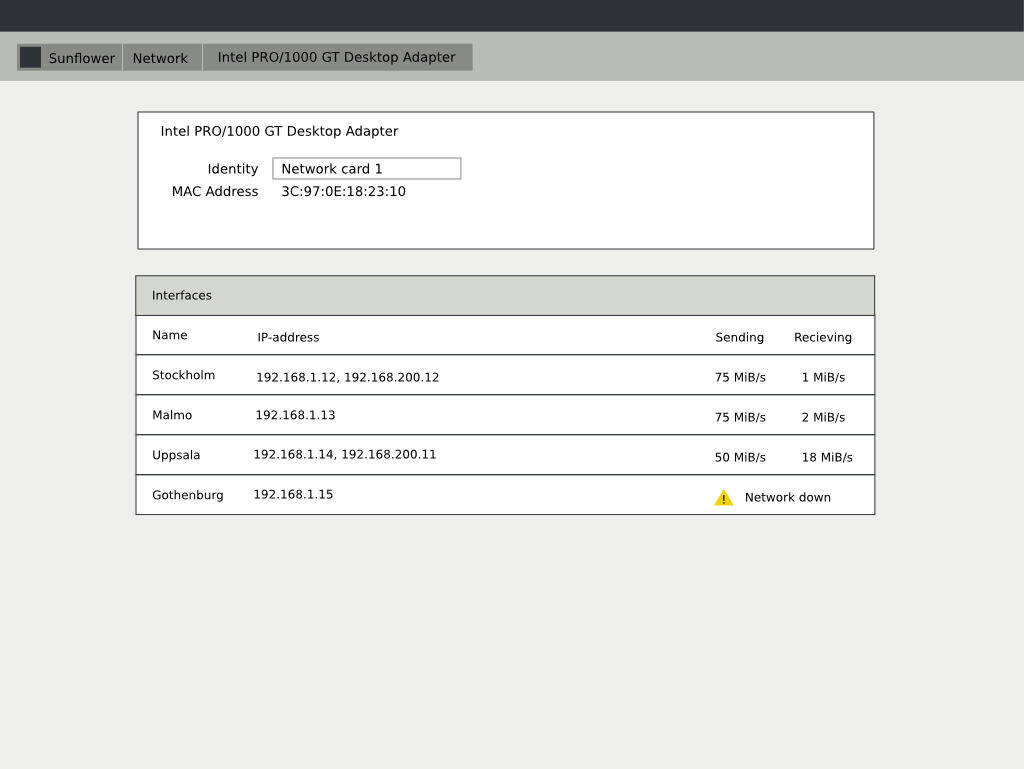 Sunflower Network Intel PRO/1000 GT Desktop Adapter
Intel PRO/1000 GT Desktop Adapter
Identity Network card 1
MAC Address 3C:97:0E:18:23:10
Interfaces
Name IP-address Sending Recieving
Stockholm 192.168.1.12, 192.168.200.12 75 MiB/s 1 MiB/s
Malmo 192.168.1.13 75 MiB/s 2 MiB/s
Uppsala 192.168.1.14, 192.168.200.11 50 MiB/s 18 MiB/s
Gothenburg 192.168.1.15 ! Network down